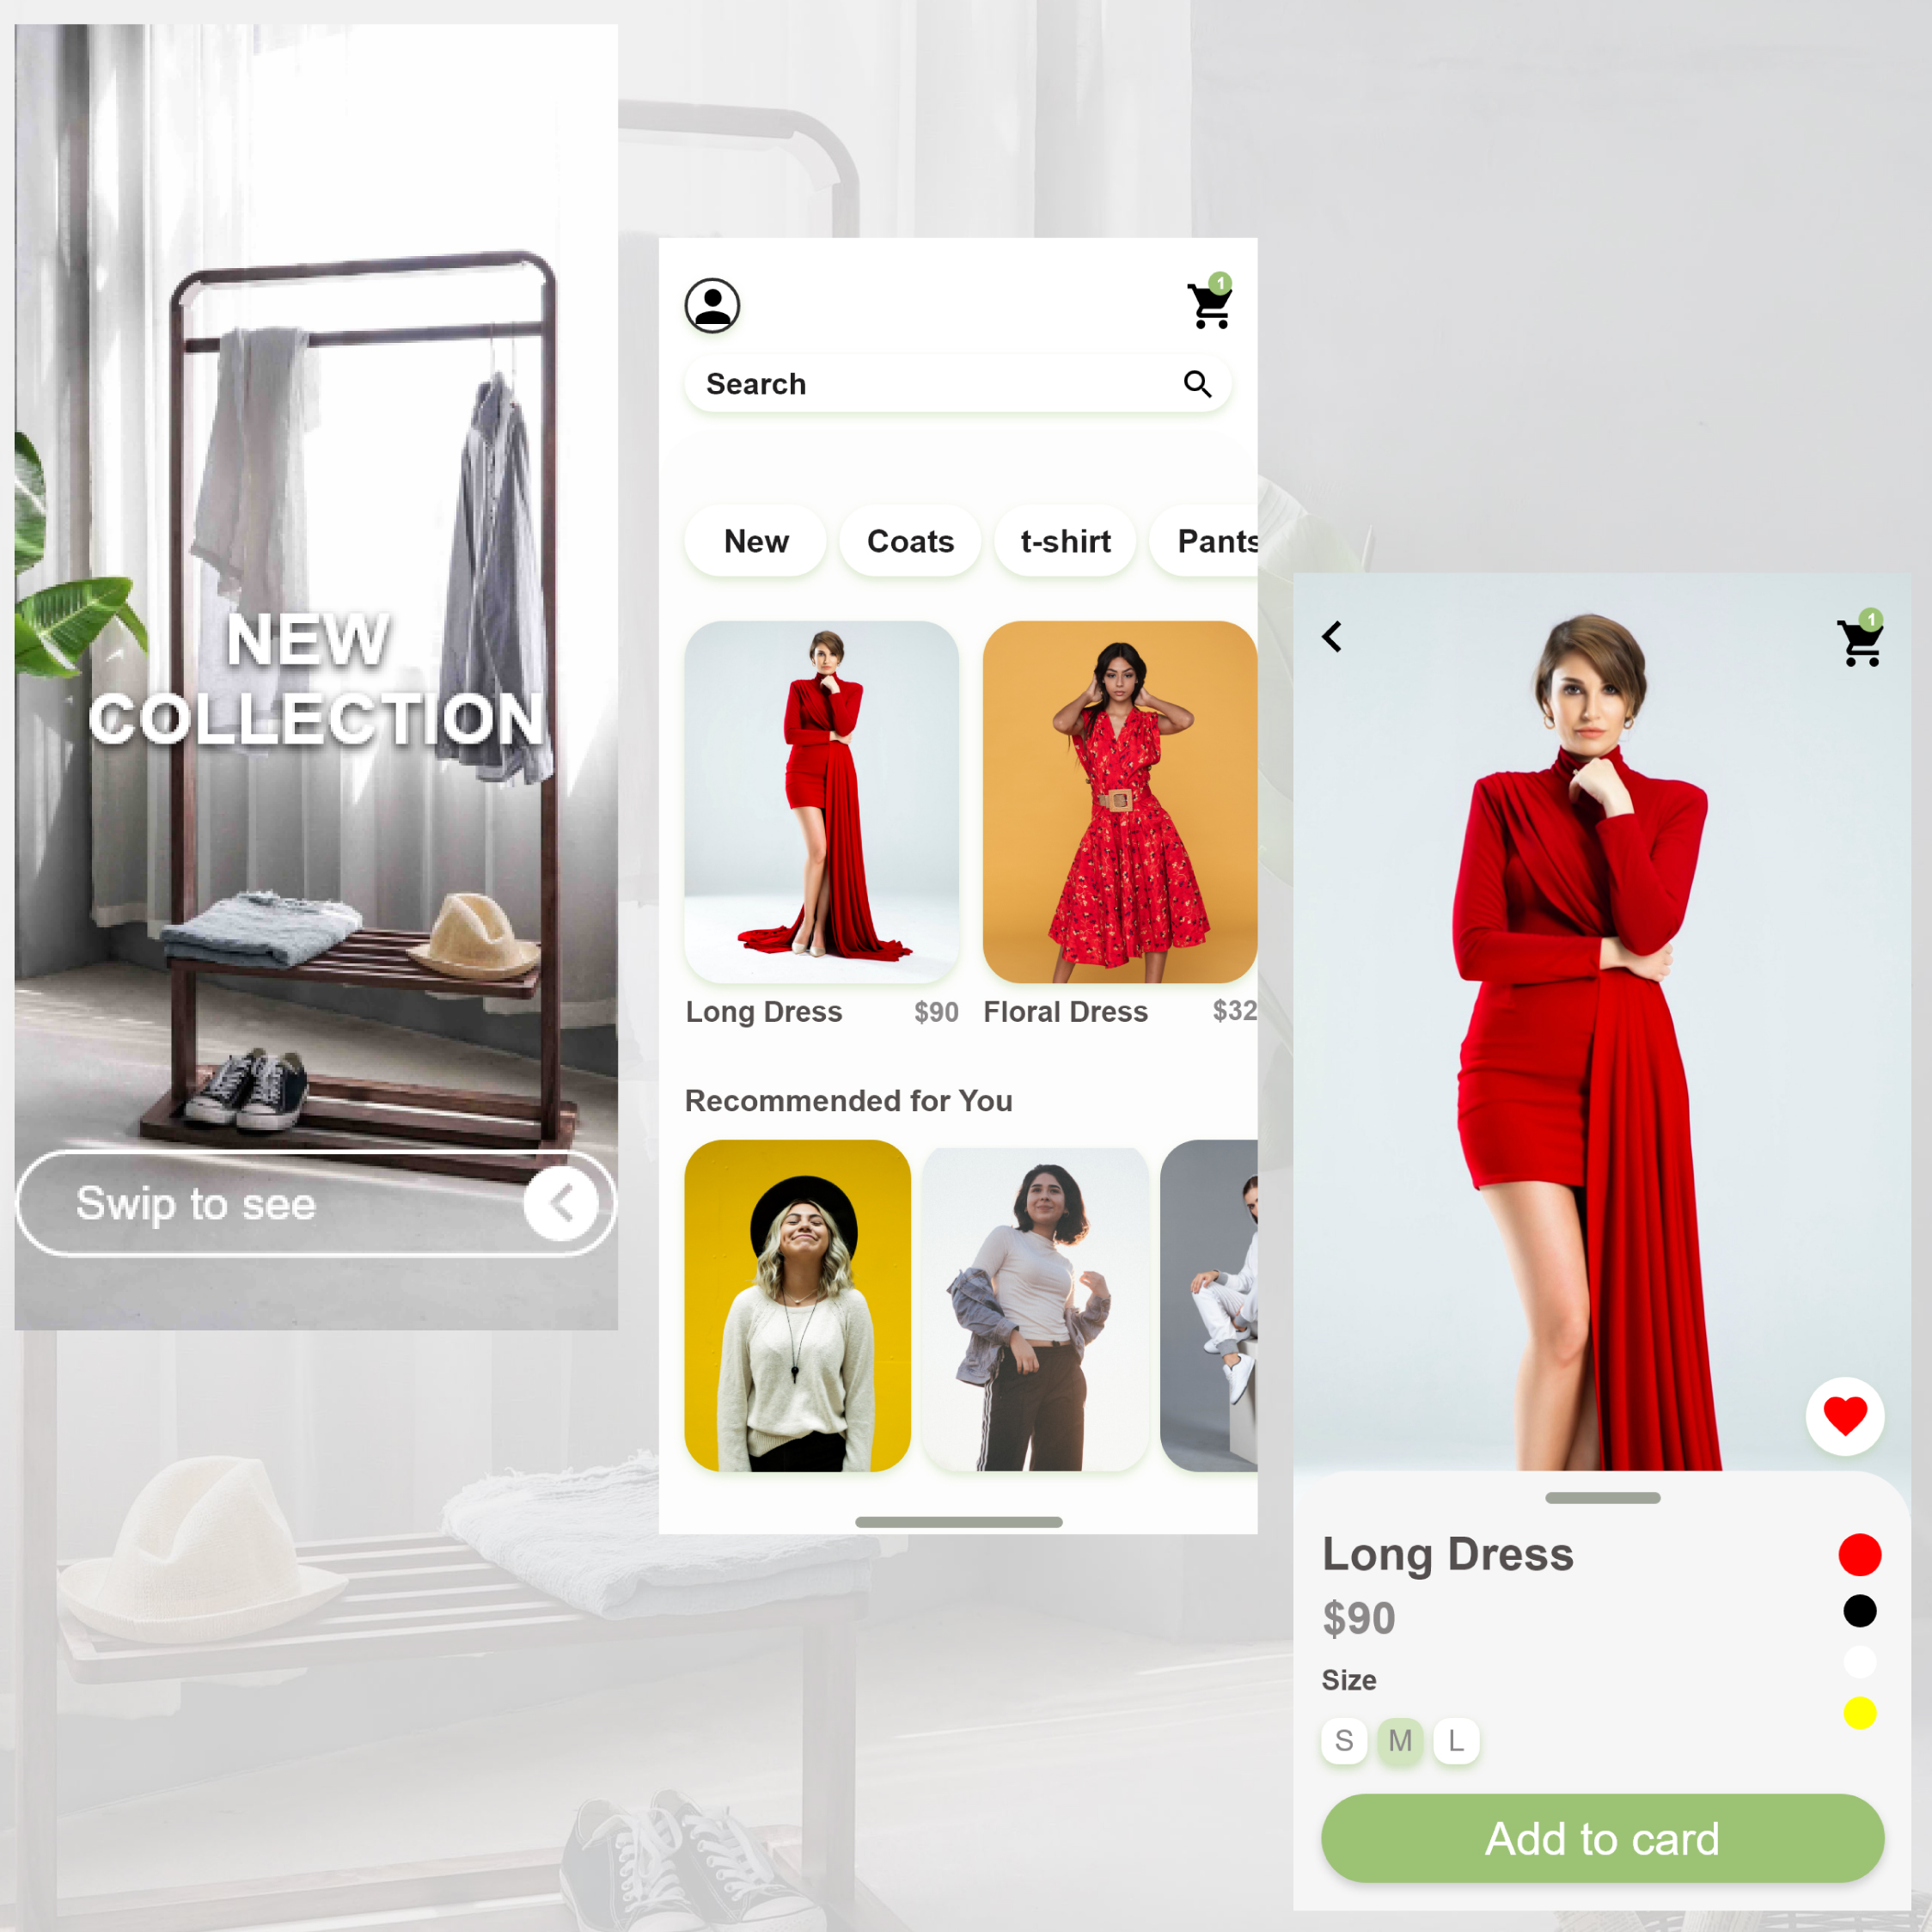 NEW
COLLECTION
Swip to see
1
Search
New Coats t-shirt Pants
Long Dress $90 Floral Dress $32
Recommended for You
1
Long Dress
$90
Size
S M L
Add to card